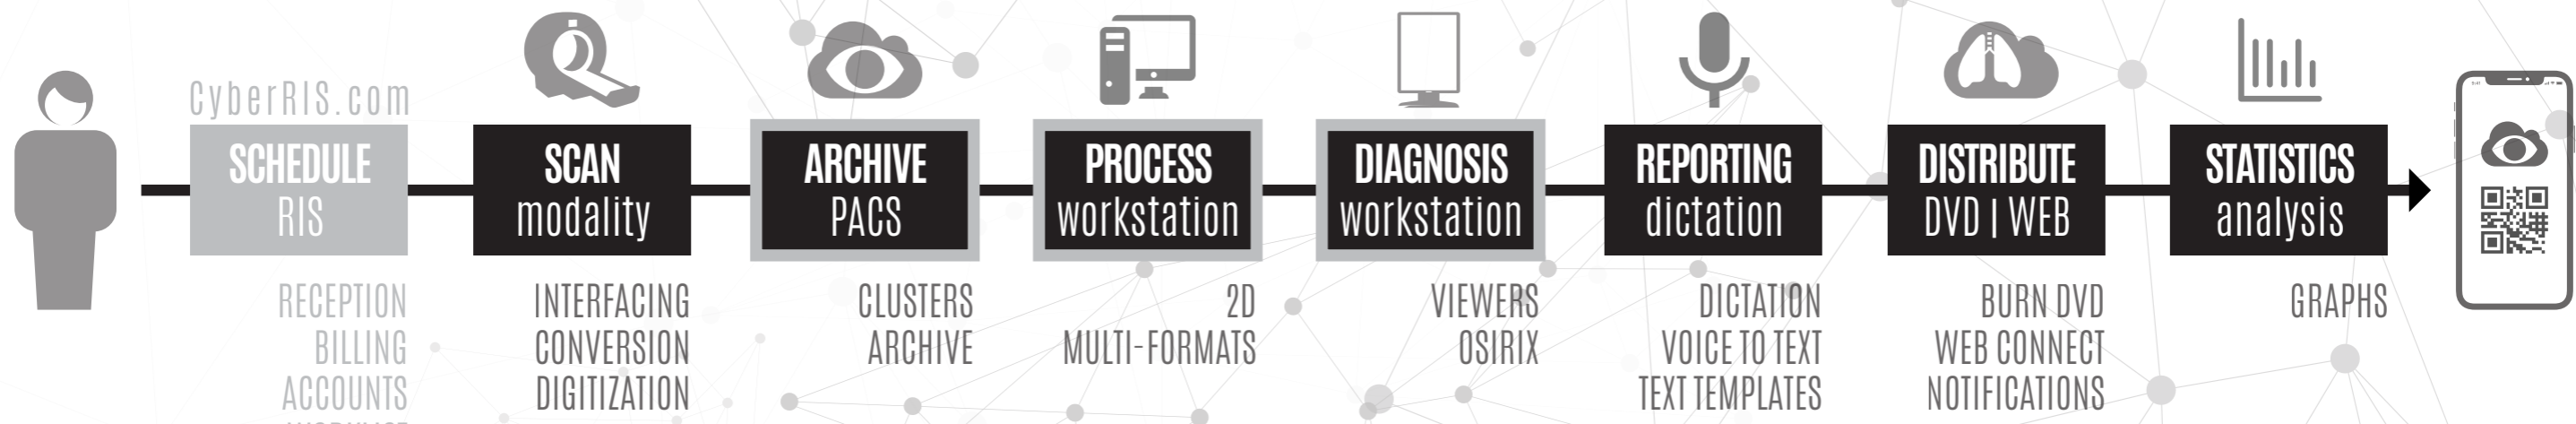 CyberRIS.com
SCHEDULE
RIS
RECEPTION
BILLING
ACCOUNTS
SCAN
modality
INTERFACING
CONVERSION
DIGITIZATION
ARCHIVE
PACS
CLUSTERS
ARCHIVE
PROCESS
workstation
2D
MULTI-FORMATS
DIAGNOSIS
workstation
VIEWERS
OSIRIX
REPORTING
dictation
DICTATION
VOICE TO TEXT
TEXT TEMPLATES
DISTRIBUTE
DVD | WEB
BURN DVD
WEB CONNECT
NOTIFICATIONS
STATISTICS
analysis
GRAPHS